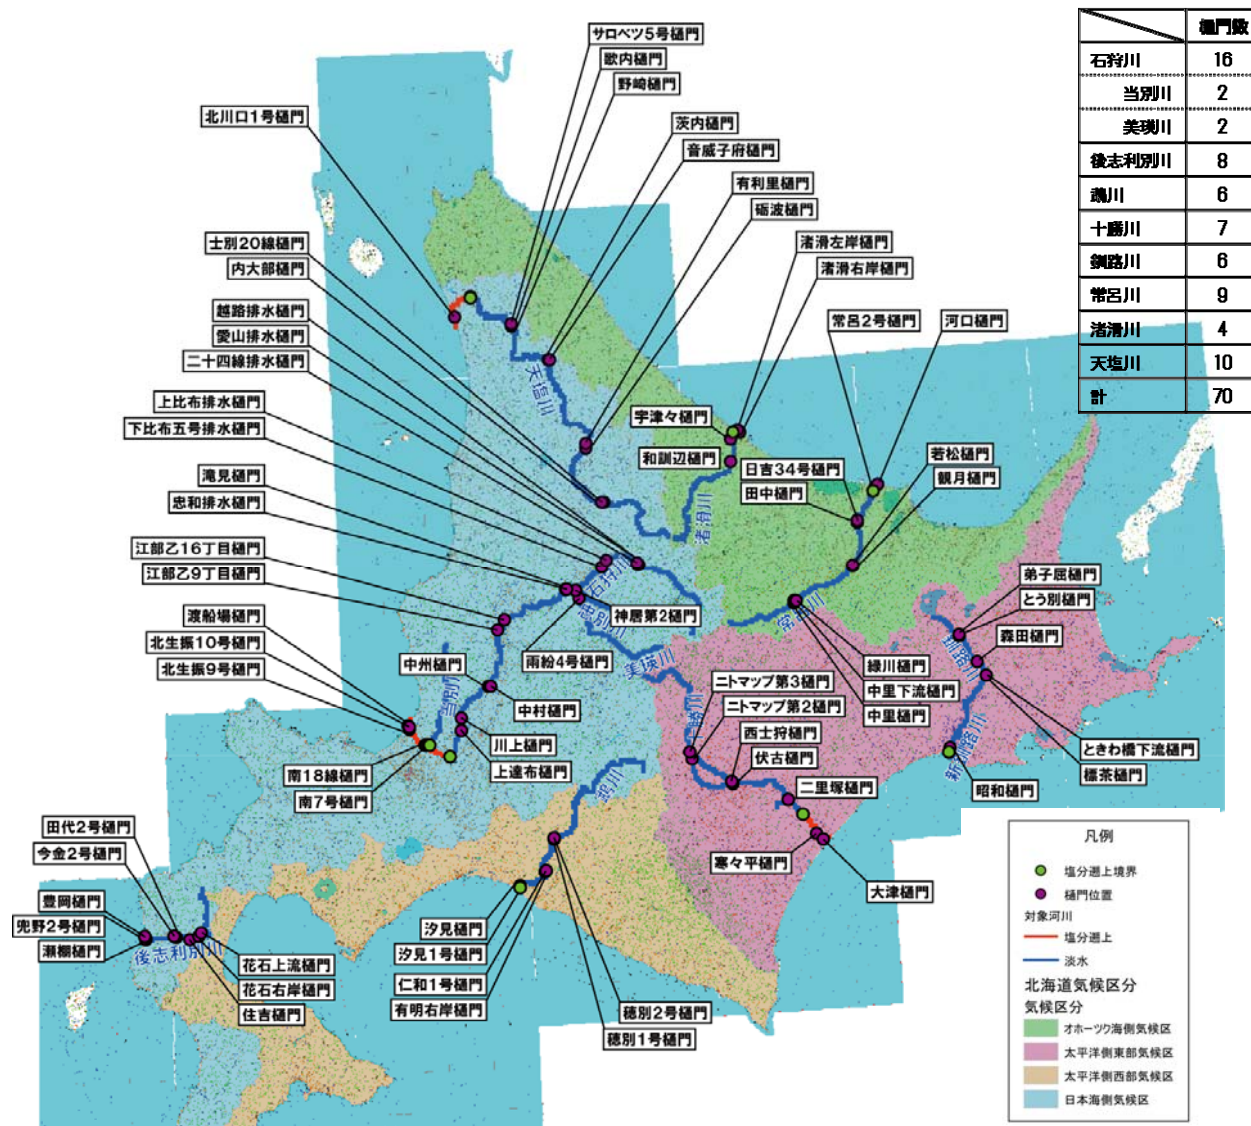 樋門数
石狩川 16
当別川 2
美瑛川 2
後志利別川 8
鵡川 6
十勝川 7
釧路川 6
常呂川 9
渚滑川 4
天塩川 10
計 70
サロベツ5号樋門
歌内樋門
野崎樋門
北川口1号樋門
茨内樋門
音威子府樋門
有利里樋門
砺波樋門
士別20線樋門
内大部樋門
越路排水樋門
愛山排水樋門
二十四線排水樋門
上比布排水樋門
下比布五号排水樋門
滝見樋門
忠和排水樋門
江部乙16丁目樋門
江部乙9丁目樋門
渡船場樋門
北生振10号樋門
北生振9号樋門
渚滑左岸樋門
渚滑右岸樋門
常呂2号樋門
河口樋門
宇津々樋門
和訓辺樋門
日吉34号樋門
田中樋門
若松樋門
観月樋門
弟子屈樋門
とう別樋門
森田樋門
神居第2樋門
雨紛4号樋門
中州樋門
中村樋門
川上樋門
上達布樋門
南18線樋門
南7号樋門
緑川樋門
中里下流樋門
中里樋門
ニトマップ第3樋門
ニトマップ第2樋門
西士狩樋門
伏古樋門
二里塚樋門
ときわ橋下流樋門
標茶樋門
昭和樋門
寒々平樋門
大津樋門
田代2号樋門
今金2号樋門
豊岡樋門
兜野2号樋門
瀬棚樋門
花石上流樋門
花石右岸樋門
住吉樋門
汐見樋門
汐見1号樋門
仁和1号樋門
有明右岸樋門
穂別2号樋門
穂別1号樋門
天塩川
渚滑川
石狩川
常呂川
釧路川
新釧路川
美瑛川
十勝川
当別川
鵡川
後志利別川
凡例
塩分遡上境界
樋門位置
対象河川
塩分遡上
淡水
北海道気候区分
気候区分
オホーツク海側気候区
太平洋側東部気候区
太平洋側西部気候区
日本海側気候区